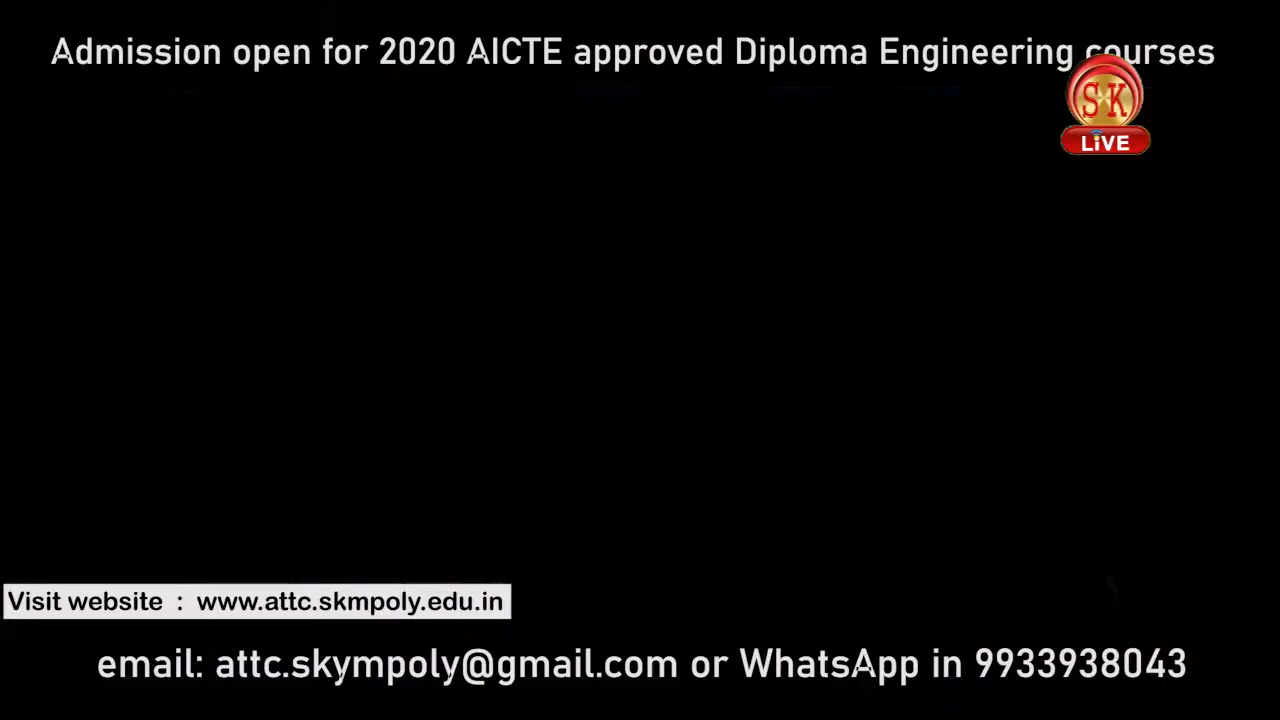 Admission open for 2020 AICTE approved Diploma Engineering courses
SK
LiVE
Visit website : www.attc.skmpoly.edu.in
email: attc.skympoly@gmail.com or WhatsApp in 9933938043